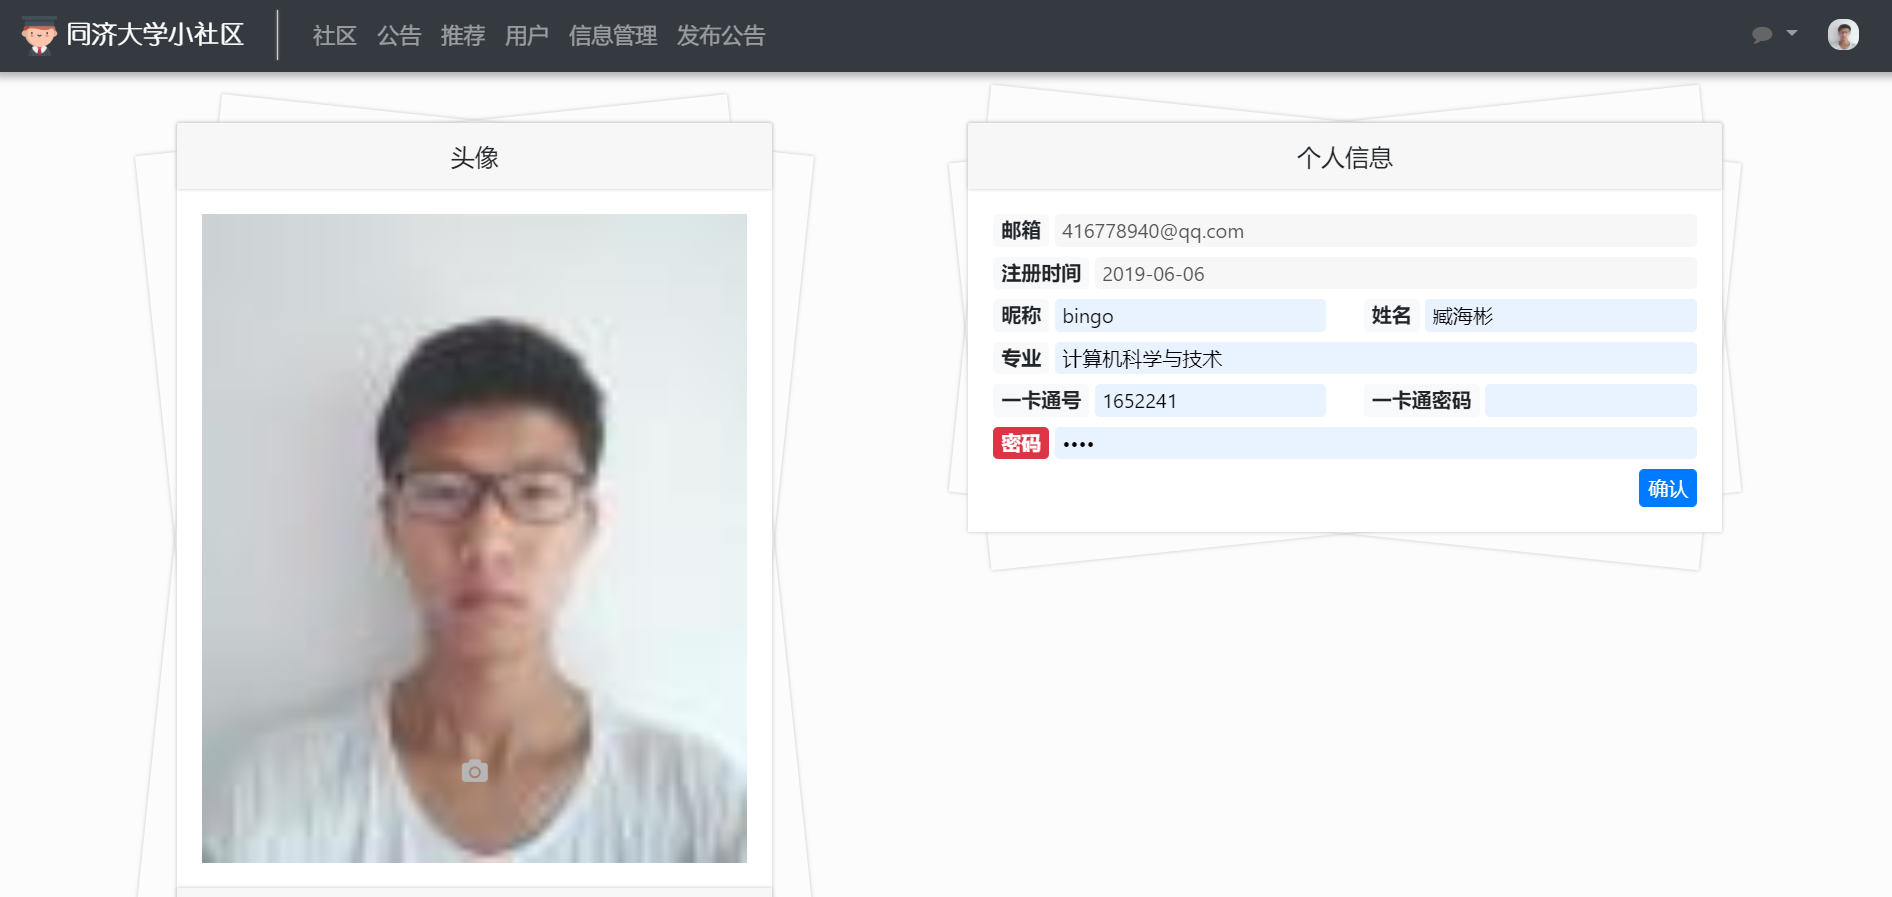 同济大学小社区 社区 公告 推荐 用户 信息管理 发布公告
头像
个人信息
邮箱 416778940@qq.com
注册时间 2019-06-06
昵称 bingo 姓名 臧海彬
专业 计算机科学与技术
一卡通号 1652241 一卡通密码
密码 ••••
确认